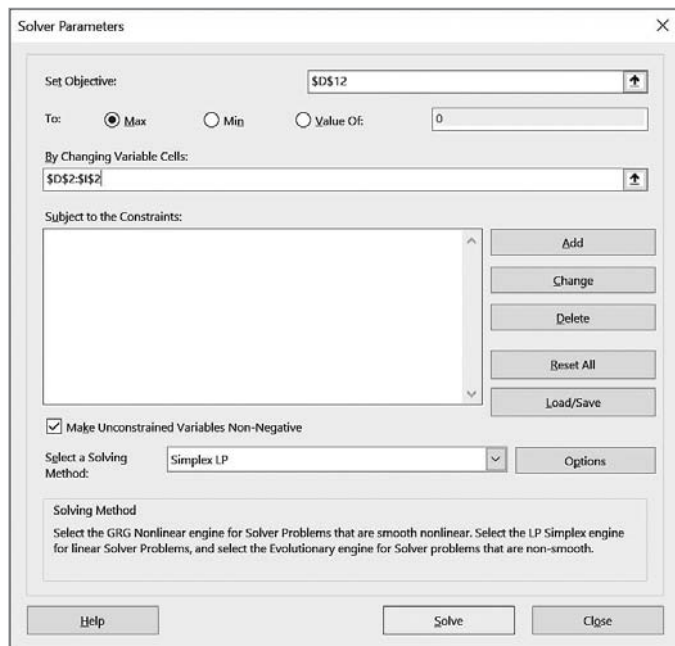 Solver Parameters
Set Objective: $D$12
To: Max Min Value Of: 0
By Changing Variable Cells:
$D$2:$I$2
Subject to the Constraints:
Add
Change
Delete
Reset All
Load/Save
Make Unconstrained Variables Non-Negative
Select a Solving
Method:
Simplex LP
Options
Solving Method
Select the GRG Nonlinear engine for Solver Problems that are smooth nonlinear. Select the LP Simplex engine
for linear Solver Problems, and select the Evolutionary engine for Solver problems that are non-smooth.
Help Solve Close